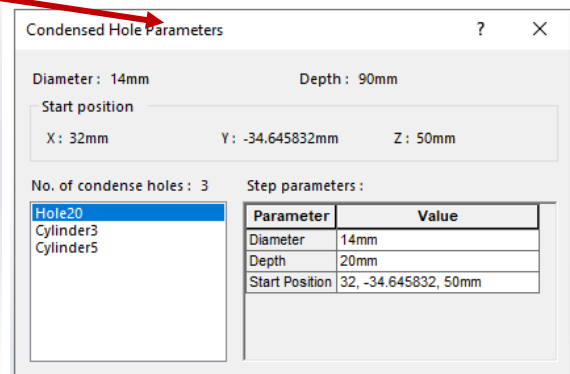 Condensed Hole Parameters ?
Diameter : 14mm Depth : 90mm
Start position
X : 32mm Y : -34.645832mm Z : 50mm
No. of condense holes : 3 Step parameters :
Hole20
Cylinder3
Cylinder5
Parameter Value
Diameter 14mm
Depth 20mm
Start Position 32, -34.645832, 50mm